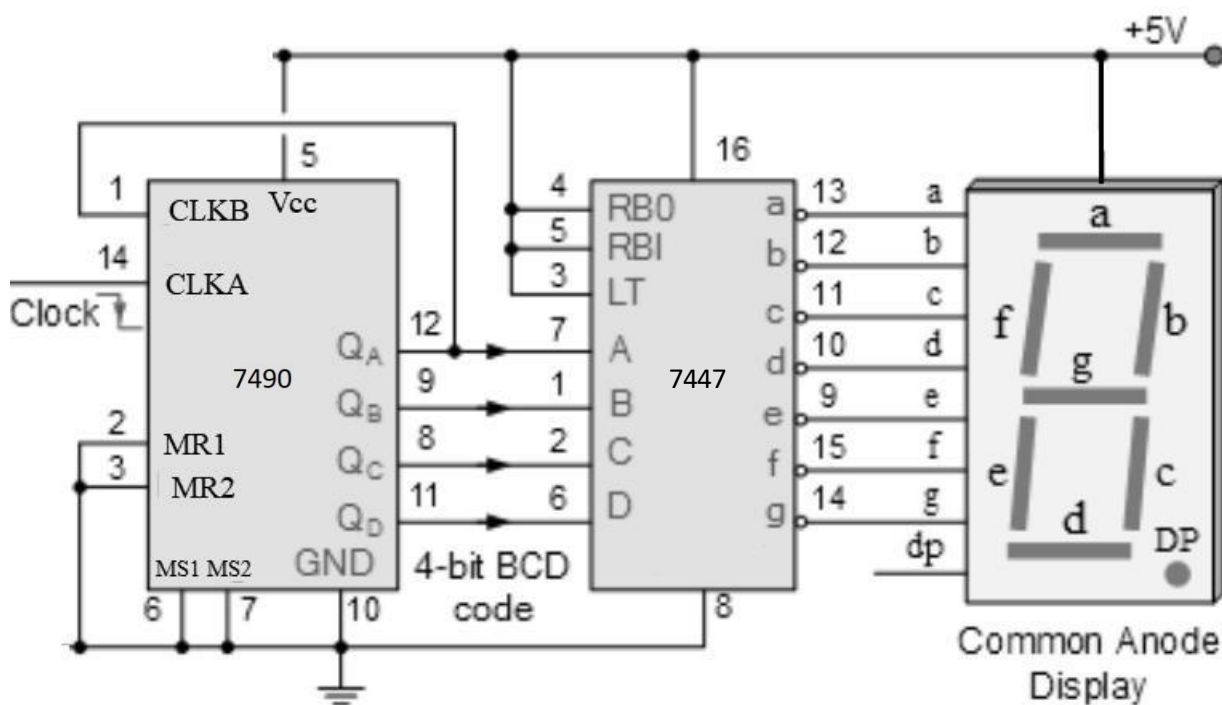 +5V
5
16
1
CLKB
Vcc
4
RB0
a
13
a
a
5
RBI
b
12
b
14
CLKA
3
LT
c
11
c
f
b
Clock
12
7
QA
A
d
10
d
g
7490
7447
9
1
QB
B
e
9
e
2
MR1
8
2
QC
C
f
15
f
e
c
3
MR2
11
6
QD
D
g
14
g
d
dp
DP
MS1 MS2
GND
4-bit BCD
code
6
7
10
8
Common Anode
Display